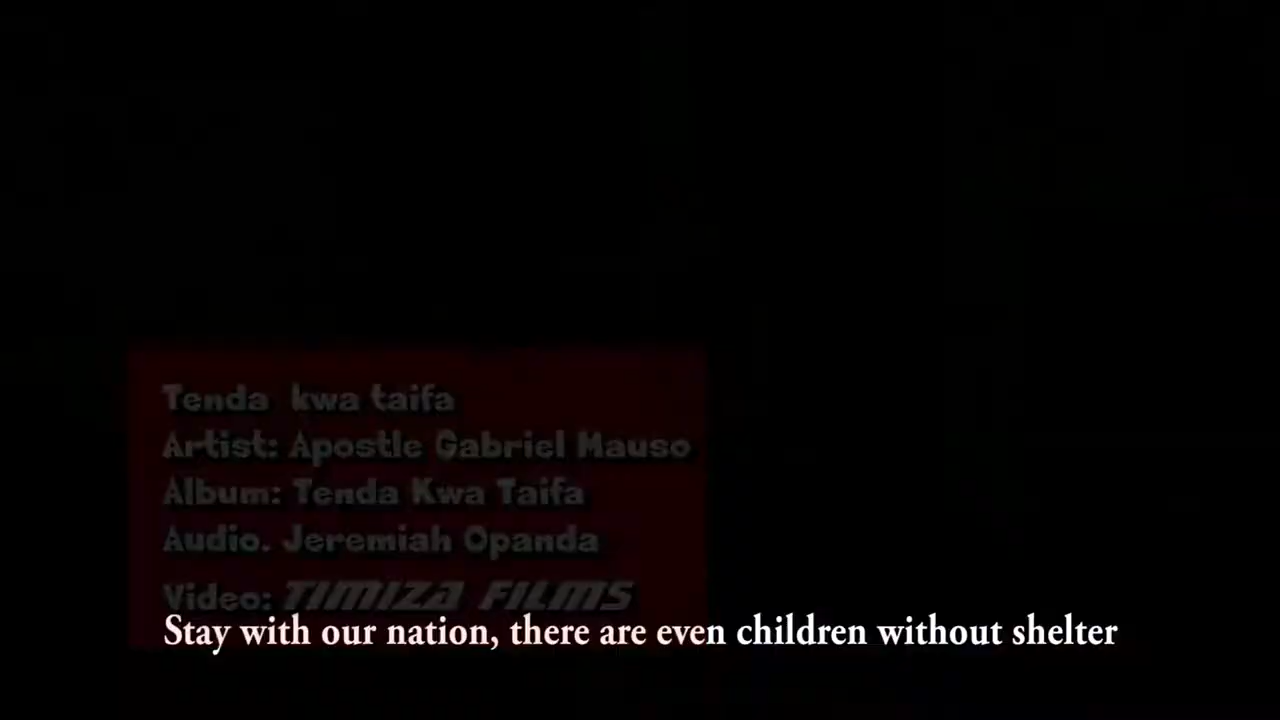 Tenda kwa taifa
Artist: Apostle Gabriel Mauso
Album: Tenda Kwa Taifa
Audio. Jeremiah Opanda
Video: TIMIZA FILMS
Stay with our nation, there are even children without shelter